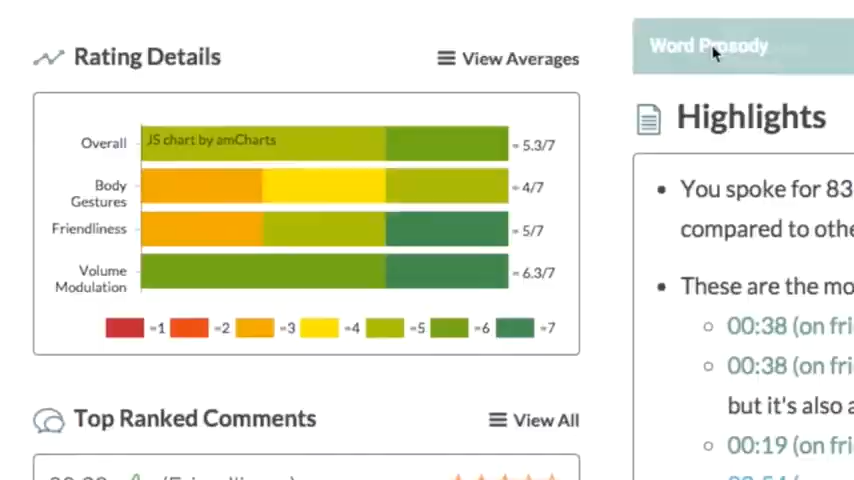 Rating Details
View Averages
JS chart by amCharts
Overall
= 5.3/7
Body
Gestures
= 4/7
Friendliness
= 5/7
Volume
Modulation
= 6.3/7
=1
=2
=3
=4
=5
=6
=7
Top Ranked Comments
View All
(Friendliness)
Word Prosody
Highlights
You spoke for 83
compared to othe
These are the mo
00:38 (on fri
00:38 (on fri
but it's also a
00:19 (on fri